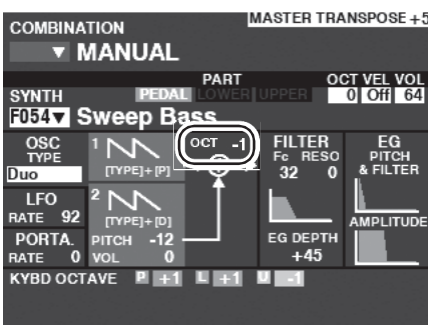 MASTER TRANSPOSE +5
COMBINATION
▼ MANUAL
PART
OCT VEL VOL
SYNTH PEDAL LOWER UPPER 0 Off 64
F054▼ Sweep Bass
OSC TYPE
Duo
1
[TYPE]+[P]
OCT -1
FILTER
Fc RESO
32 0
EG
PITCH
& FILTER
LFO
RATE 92
2
[TYPE]+[D]
AMPLITUDE
PORTA.
RATE 0
PITCH -12
VOL 0
EG DEPTH
+45
KYBD OCTAVE P +1 L +1 U -1